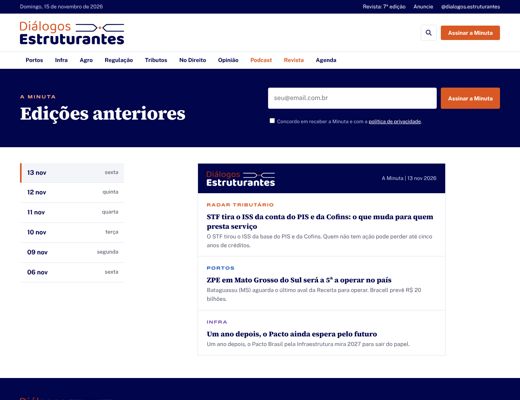 Domingo, 15 de novembro de 2026
Revista: 7ª edição
Anuncie
@dialogos.estruturantes
Diálogos
Estruturantes
Assinar a Minuta
Portos
Infra
Agro
Regulação
Tributos
No Direito
Opinião
Podcast
Revista
Agenda
A MINUTA
Edições anteriores
seu@email.com.br
Assinar a Minuta
Concordo em receber a Minuta e com a política de privacidade.
13 nov
sexta
12 nov
quinta
11 nov
quarta
10 nov
terça
09 nov
segunda
06 nov
sexta
Diálogos
Estruturantes
A Minuta | 13 nov 2026
RADAR TRIBUTÁRIO
STF tira o ISS da conta do PIS e da Cofins: o que muda para quem
presta serviço
O STF tirou o ISS da base do PIS e da Cofins. Quem não tem ação pode perder até cinco
anos de créditos.
PORTOS
ZPE em Mato Grosso do Sul será a 5ª a operar no país
Bataguassu (MS) aguarda o último aval da Receita para operar. Bracell prevê R$ 20
bilhões.
INFRA
Um ano depois, o Pacto ainda espera pelo futuro
Um ano depois, o Pacto Brasil pela Infraestrutura mira 2027 para sair do papel.